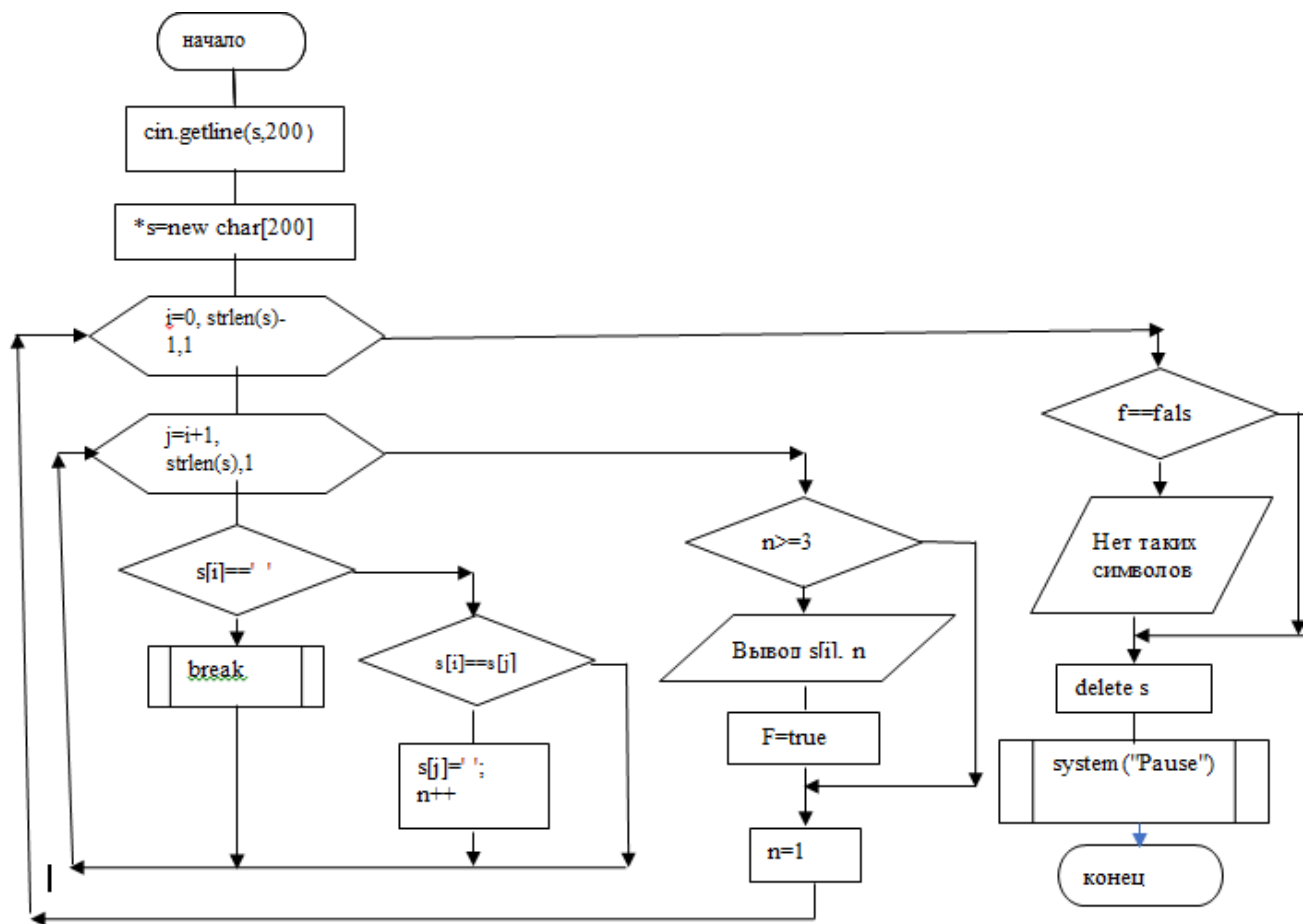 начало
cin.getline(s,200)
*s=new char[200]
i=0, strlen(s)-
1,1
j=i+1,
strlen(s),1
s[i]==' '
break
s[i]==s[j]
s[j]=' ';
n++
n>=3
Вывод s[i]. n
F=true
n=1
f==fals
Нет таких
символов
delete s
system("Pause")
конец